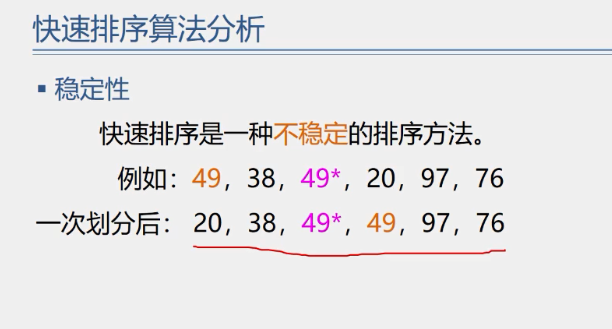 快速排序算法分析
稳定性
快速排序是一种不稳定的排序方法。
例如：49，38，49*，20，97，76
一次划分后：20，38，49*，49，97，76